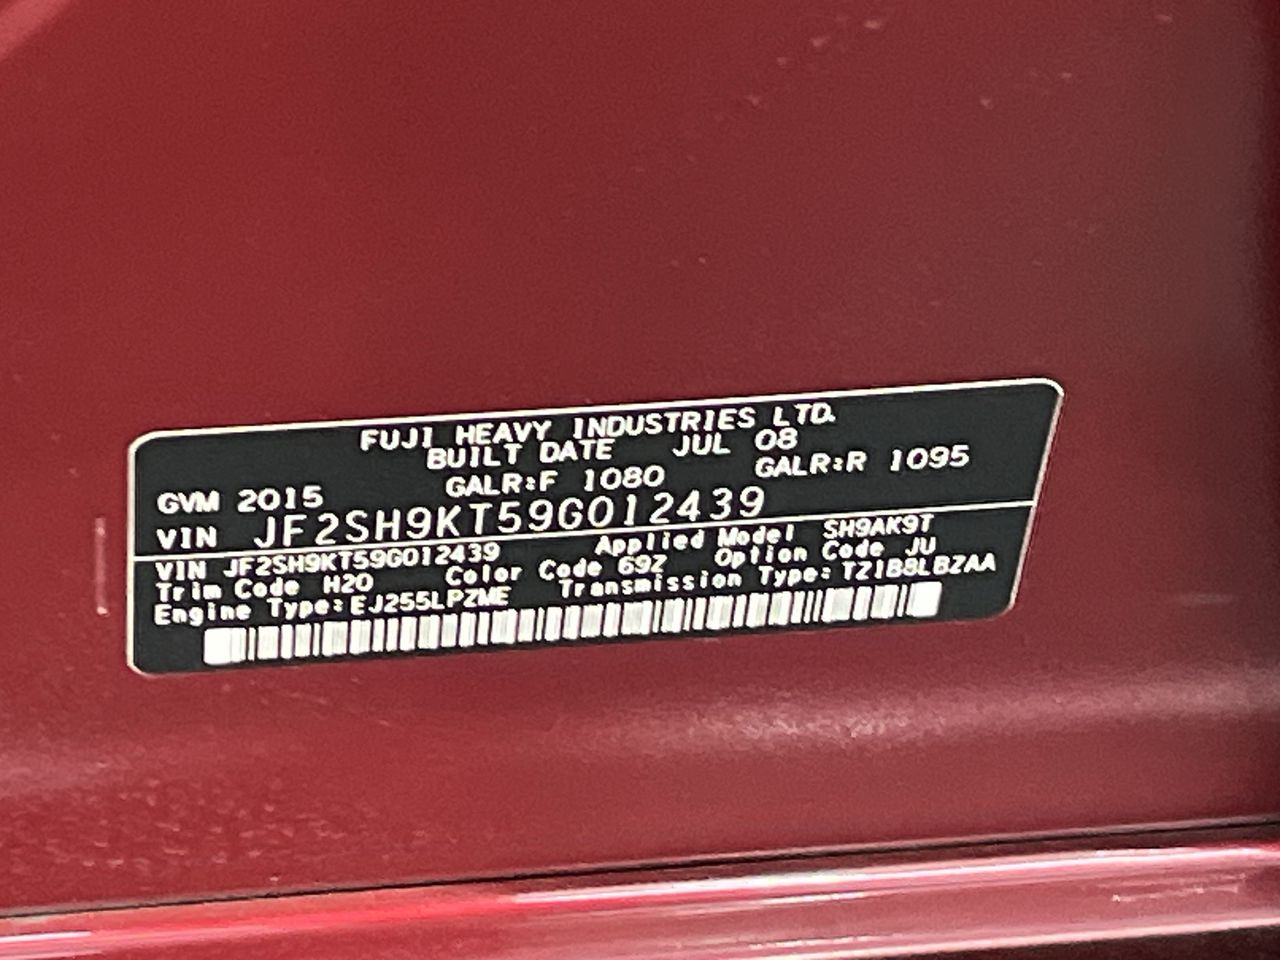 FUJI HEAVY INDUSTRIES LTD.
BUILT DATE JUL 08
GVM 2015 GALR:F 1080 GALR:R 1095
VIN JF2SH9KT59G012439
VIN JF2SH9KT59G012439 Applied Model SH9AK9T
Trim Code H20 Color Code 69Z Option Code JU
Engine Type:EJ255LPZME Transmission Type:TZ1B8LBZAA